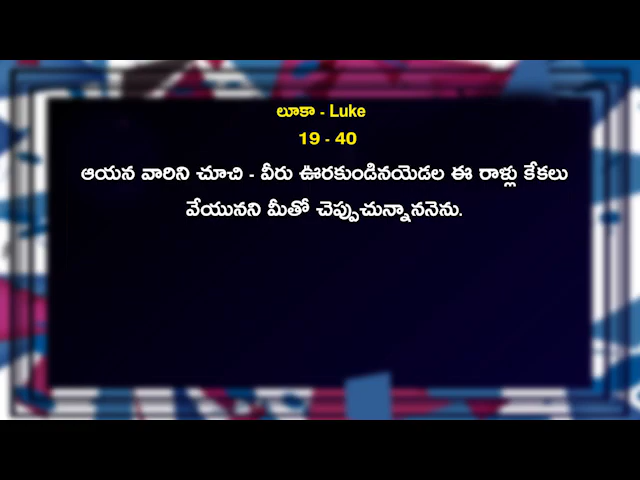 లూకా - Luke
19 - 40
ఆయన వారిని చూచి - వీరు ఊరకుండినయెడల ఈ రాళ్లు కేకలు
వేయునని మీతో చెప్పుచున్నాననెను.